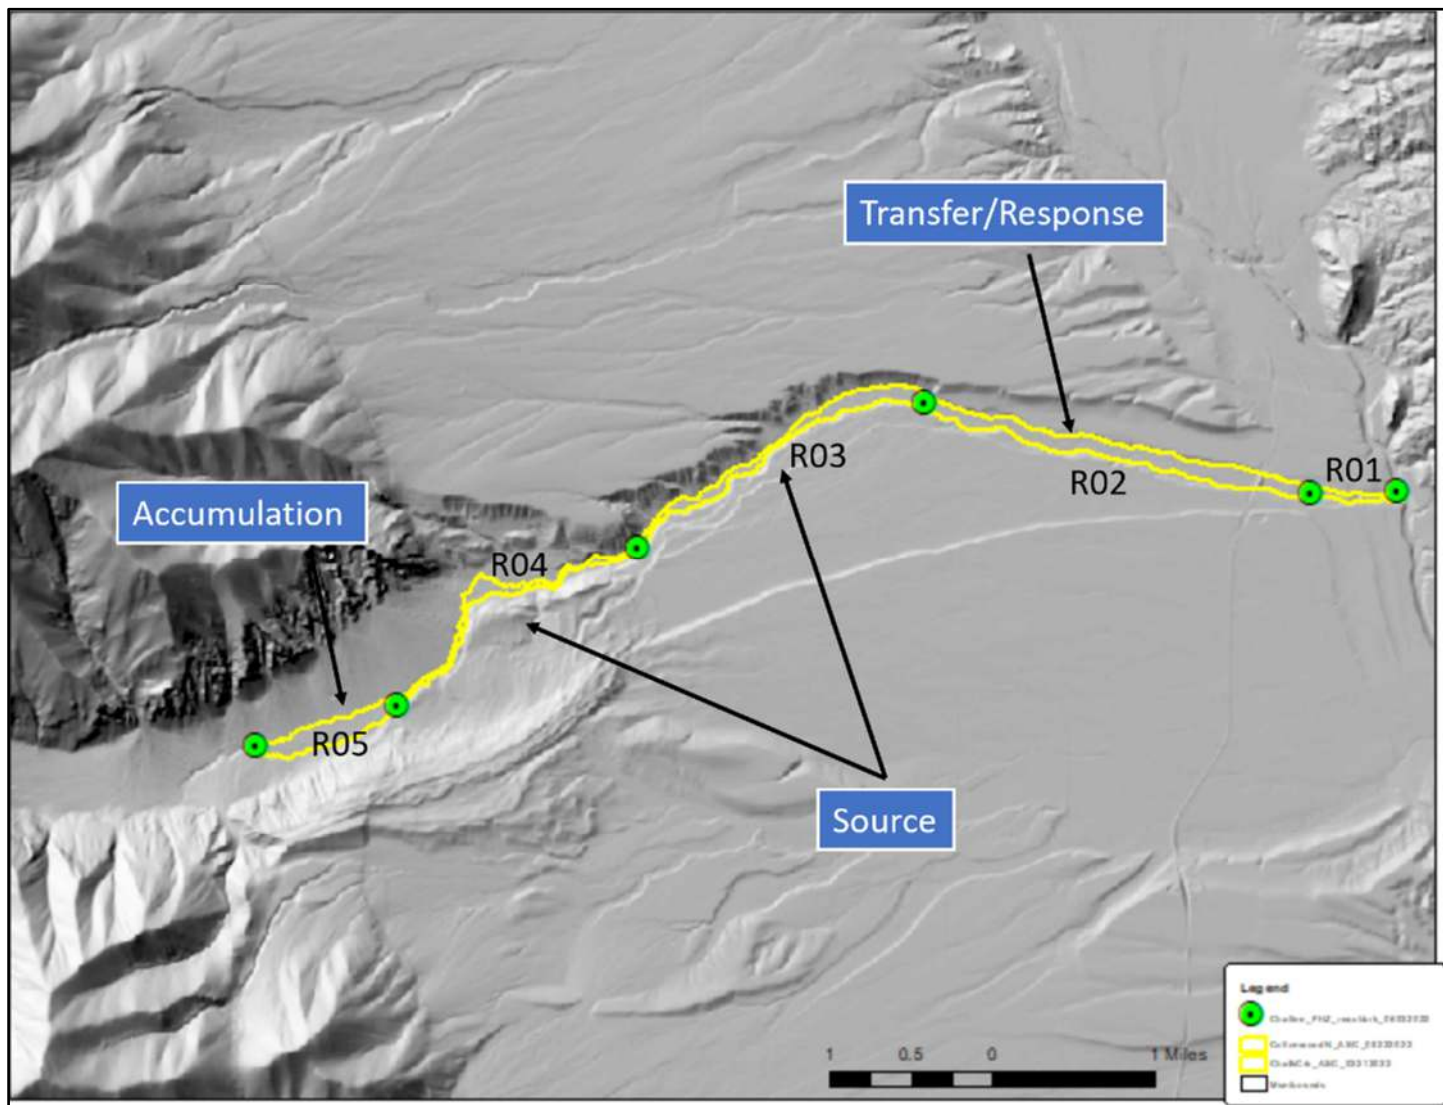 Transfer/Response
R03
R02
R01
Accumulation
R04
R05
Source
Legend
1 0.5 0 1 Miles